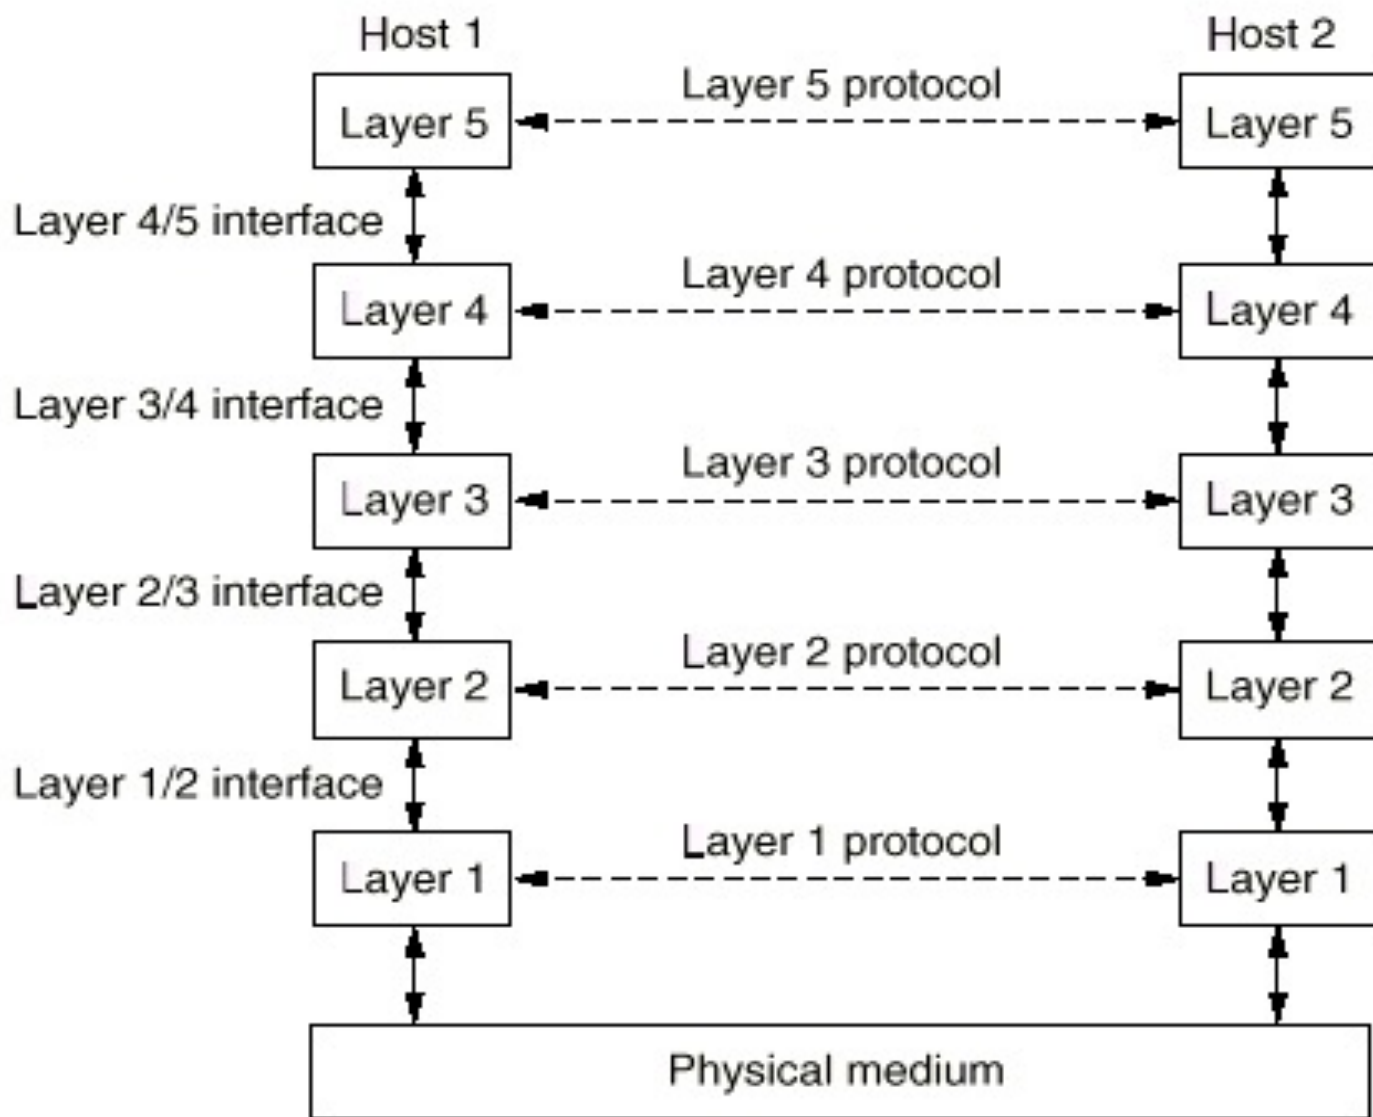 Host 1
Host 2
Layer 5 protocol
Layer 5
Layer 5
Layer 4/5 interface
Layer 4 protocol
Layer 4
Layer 4
Layer 3/4 interface
Layer 3 protocol
Layer 3
Layer 3
Layer 2/3 interface
Layer 2 protocol
Layer 2
Layer 2
Layer 1/2 interface
Layer 1 protocol
Layer 1
Layer 1
Physical medium